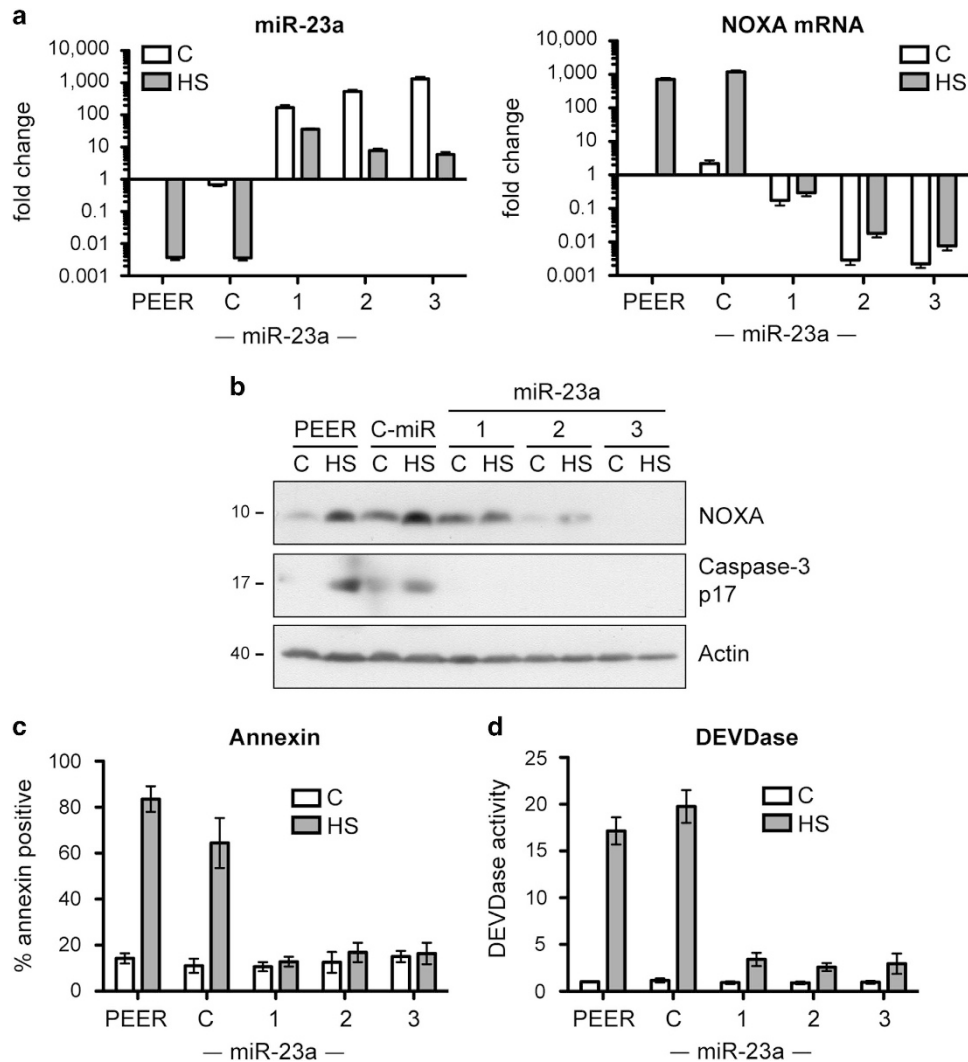 a
miR-23a
10,000
1,000
100
10
1
0.1
0.01
0.001
fold change
C
HS
PEER C 1 2 3
— miR-23a —
NOXA mRNA
10,000
1,000
100
10
1
0.1
0.01
0.001
fold change
C
HS
PEER C 1 2 3
— miR-23a —
b
miR-23a
PEER C-miR 1 2 3
C HS C HS C HS C HS C HS
10 – NOXA
17 – Caspase-3
p17
40 – Actin
c
Annexin
100
80
60
40
20
0
% annexin positive
C
HS
PEER C 1 2 3
— miR-23a —
d
DEVDase
25
20
15
10
5
0
DEVDase activity
C
HS
PEER C 1 2 3
— miR-23a —